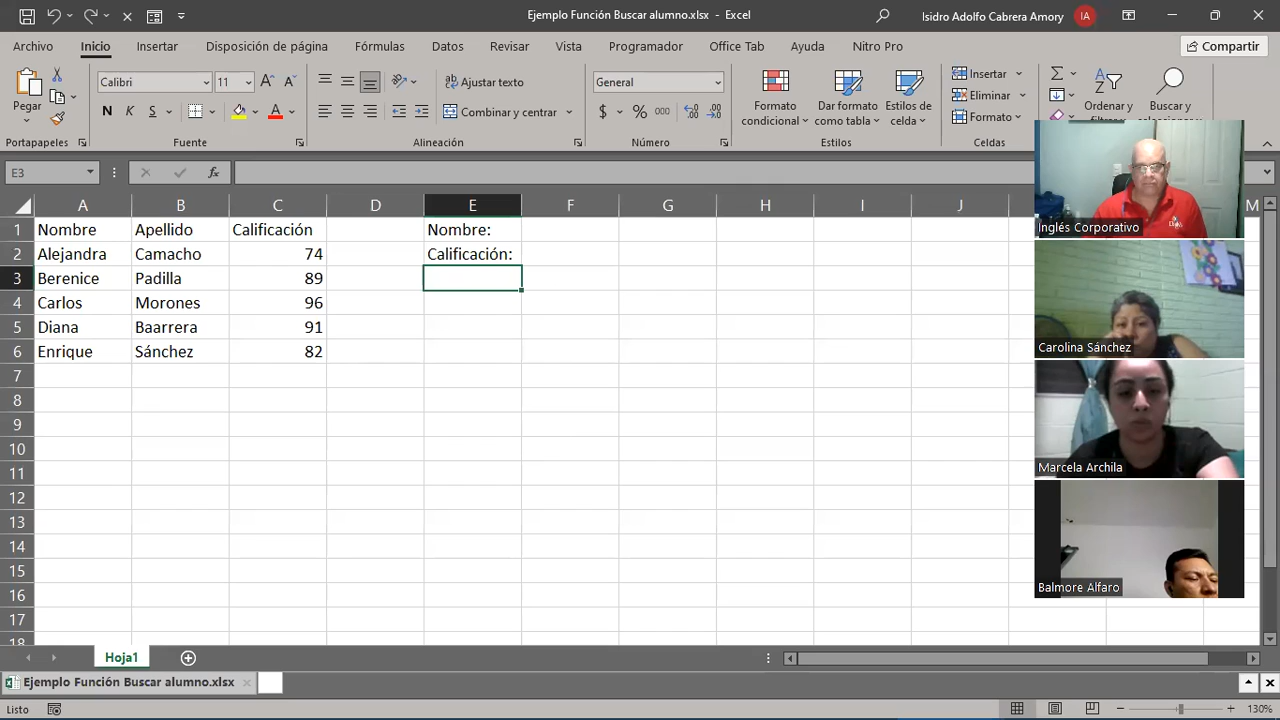 Ejemplo Función Buscar alumno.xlsx - Excel
Isidro Adolfo Cabrera Amory
IA
Archivo Inicio Insertar Disposición de página Fórmulas Datos Revisar Vista Programador Office Tab Ayuda Nitro Pro Compartir
Pegar
Calibri 11
N K S
Ajustar texto
Combinar y centrar
General
$ % 000
Formato condicional
Dar formato como tabla
Estilos de celda
Insertar
Eliminar
Formato
Ordenar y
Buscar y
Portapapeles Fuente Alineación Número Estilos Celdas
E3 fx
A B C D E F G H I J M
1 Nombre Apellido Calificación Nombre:
2 Alejandra Camacho 74 Calificación:
3 Berenice Padilla 89
4 Carlos Morones 96
5 Diana Baarrera 91
6 Enrique Sánchez 82
7
8
9
10
11
12
13
14
15
16
17
18
Inglés Corporativo
Carolina Sánchez
Marcela Archila
Balmore Alfaro
Hoja1
Ejemplo Función Buscar alumno.xlsx
Listo
130%